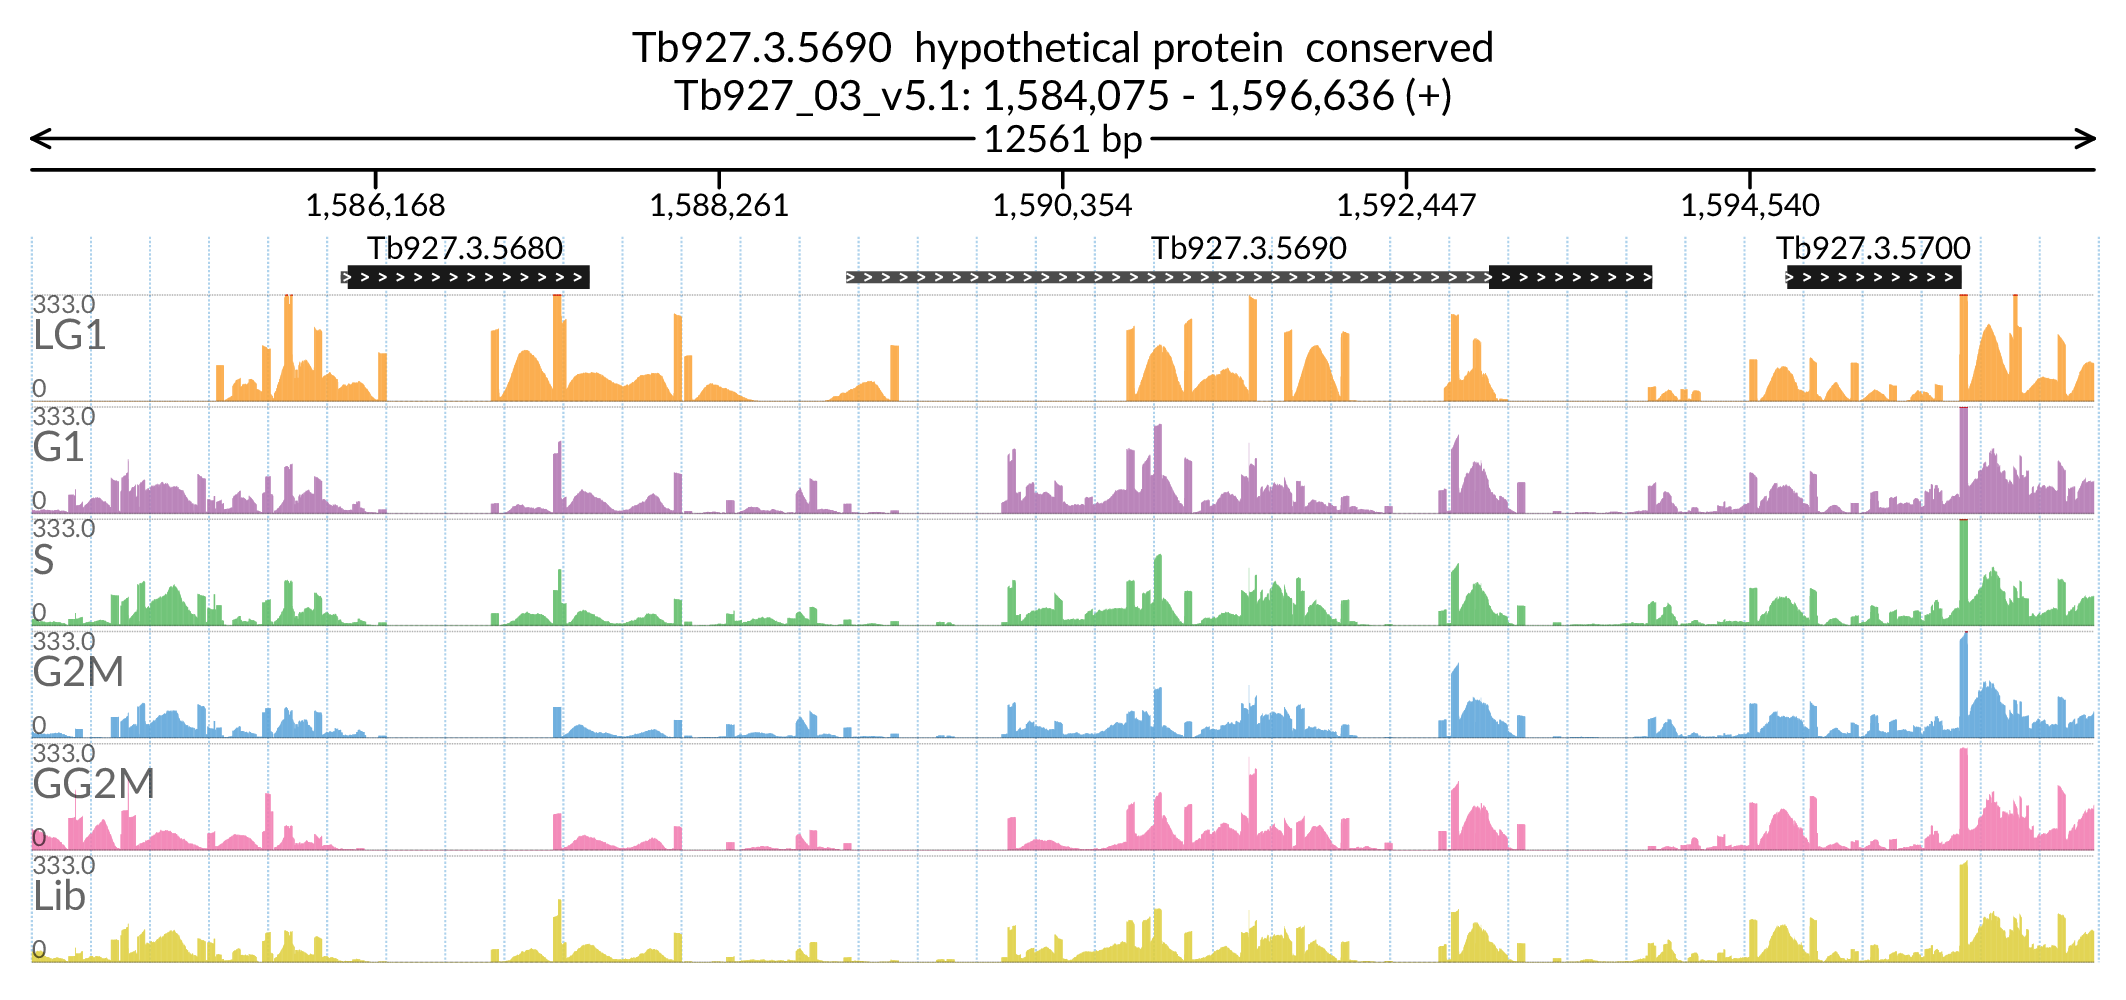 Tb927.3.5690  hypothetical protein  conserved
Tb927_03_v5.1: 1,584,075 - 1,596,636 (+)
12561 bp
1,586,168 1,588,261 1,590,354 1,592,447 1,594,540
Tb927.3.5680 Tb927.3.5690 Tb927.3.5700
333.0
LG1
0
333.0
G1
0
333.0
S
0
333.0
G2M
0
333.0
GG2M
0
333.0
Lib
0